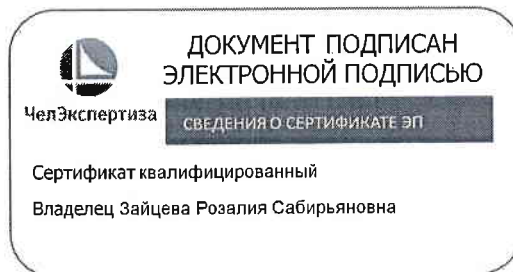 ДОКУМЕНТ ПОДПИСАН
ЭЛЕКТРОННОЙ ПОДПИСЬЮ
ЧелЭкспертиза
СВЕДЕНИЯ О СЕРТИФИКАТЕ ЭП
Сертификат квалифицированный
Владелец Зайцева Розалия Сабирьяновна